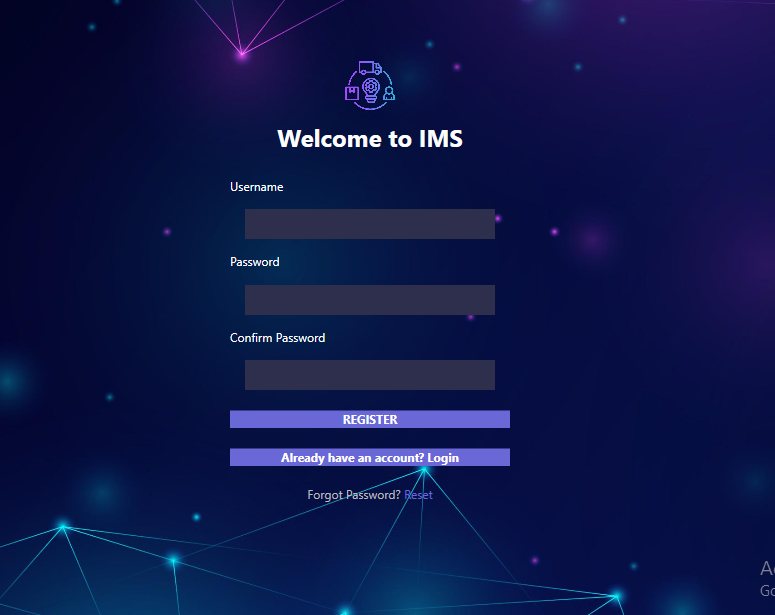 Welcome to IMS
Username
Password
Confirm Password
REGISTER
Already have an account? Login
Forgot Password? Reset